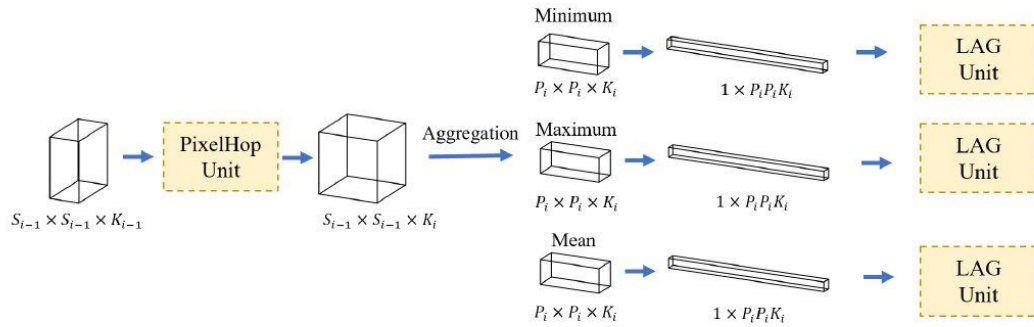 Minimum
P_i × P_i × K_i
1 × P_iP_iK_i
LAG
Unit
S_{i−1} × S_{i−1} × K_{i−1}
PixelHop
Unit
S_{i−1} × S_{i−1} × K_i
Aggregation
Maximum
P_i × P_i × K_i
1 × P_iP_iK_i
LAG
Unit
Mean
P_i × P_i × K_i
1 × P_iP_iK_i
LAG
Unit